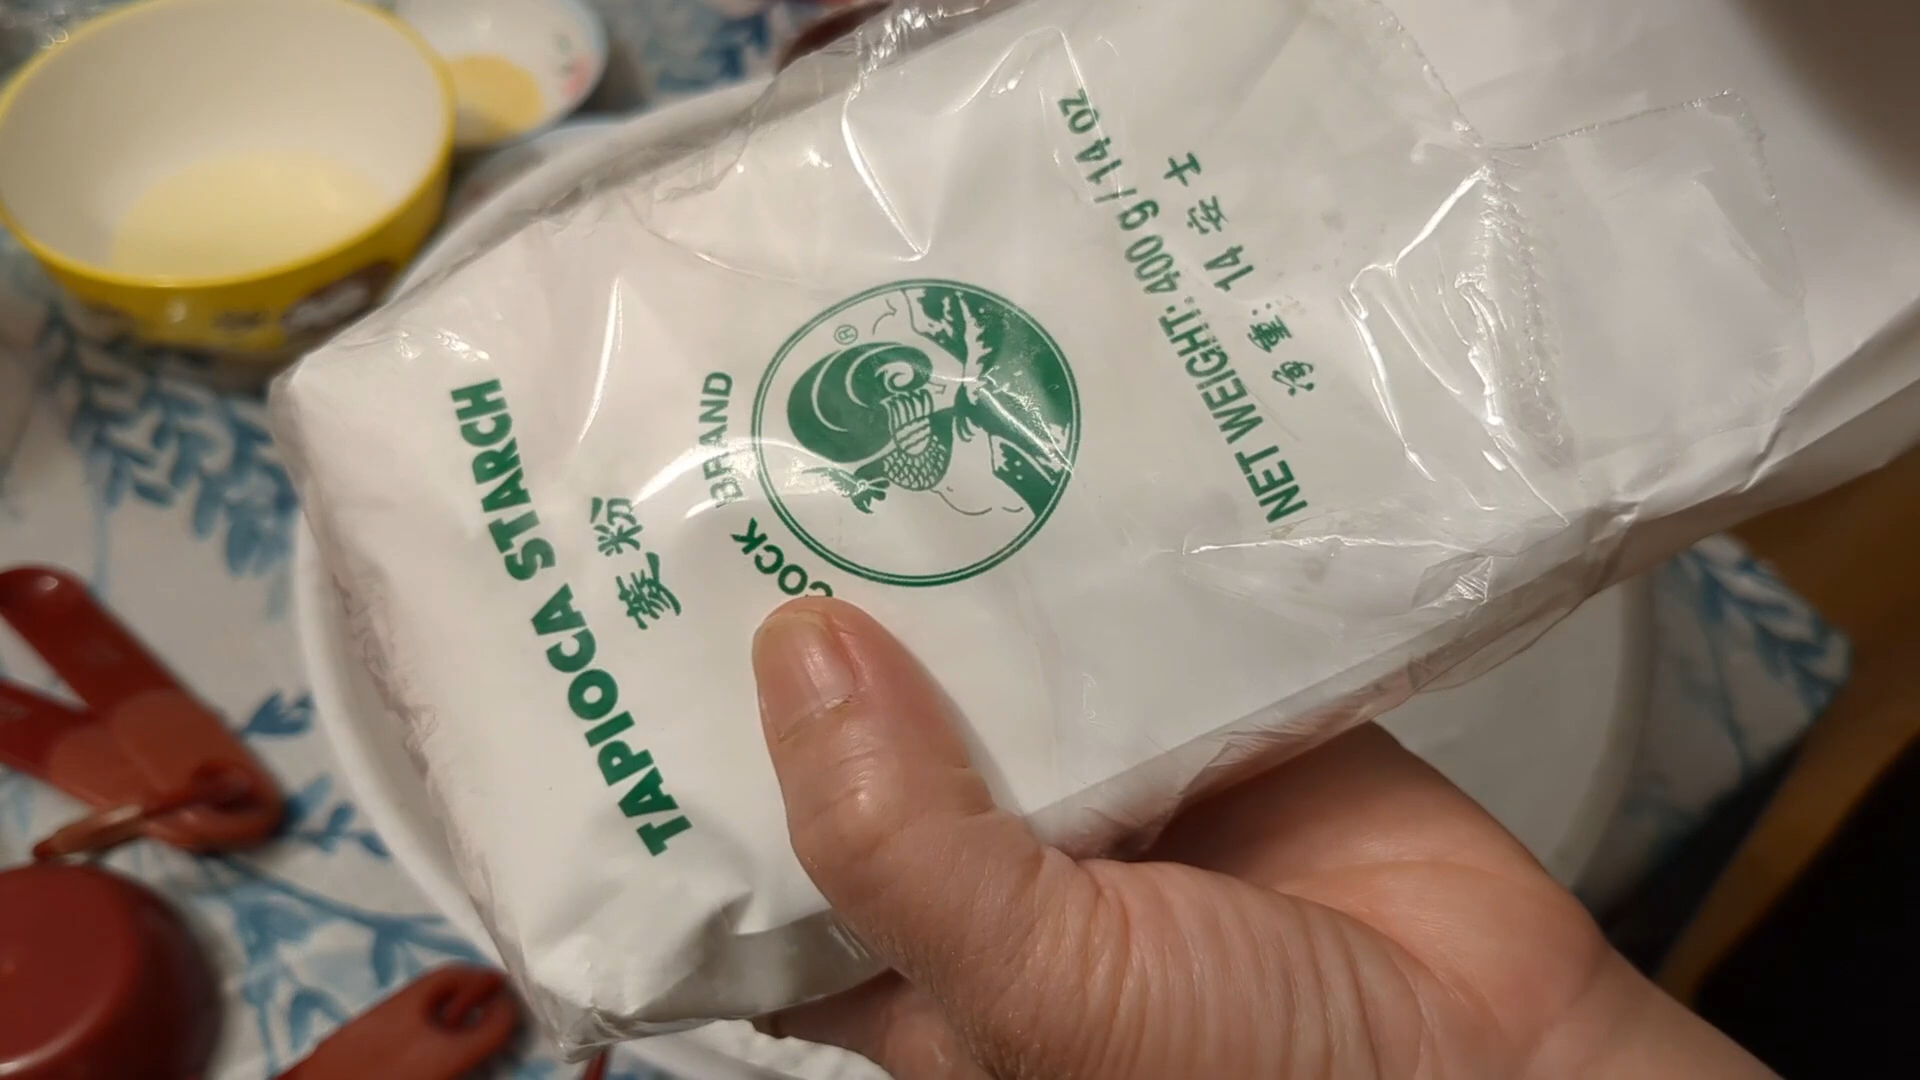 TAPIOCA STARCH
菱粉
COCK BRAND
®
NET WEIGHT: 400 g / 14 OZ
淨重: 14 安士